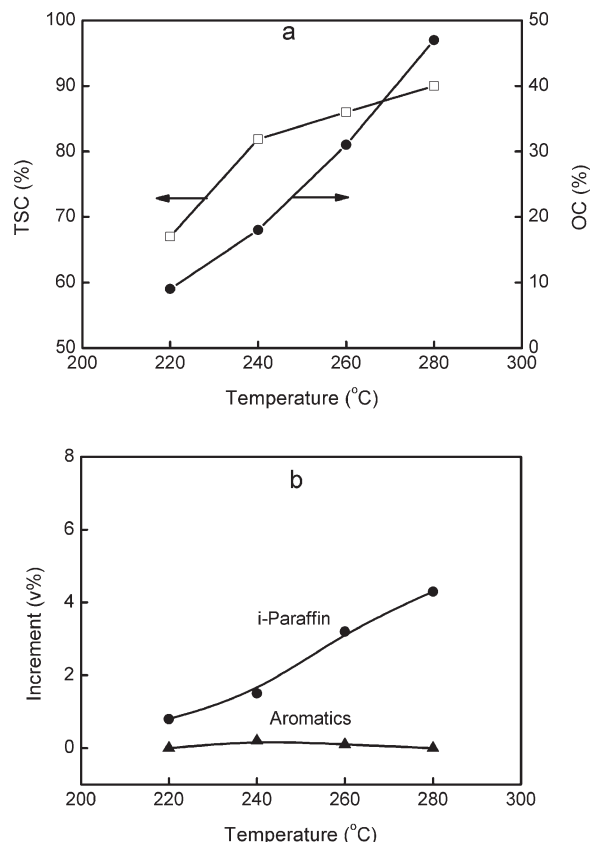 a
100
90
80
70
60
50
TSC (%)
50
40
30
20
10
0
OC (%)
200 220 240 260 280 300
Temperature (°C)
b
8
6
4
2
0
Increment (v%)
i-Paraffin
Aromatics
200 220 240 260 280 300
Temperature (°C)